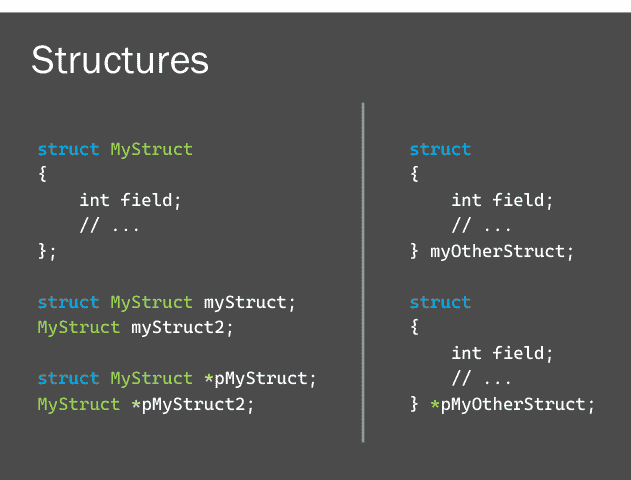 Structures
struct MyStruct
{
    int field;
    // ...
};
struct MyStruct myStruct;
MyStruct myStruct2;
struct MyStruct *pMyStruct;
MyStruct *pMyStruct2;
struct
{
    int field;
    // ...
} myOtherStruct;
struct
{
    int field;
    // ...
} *pMyOtherStruct;